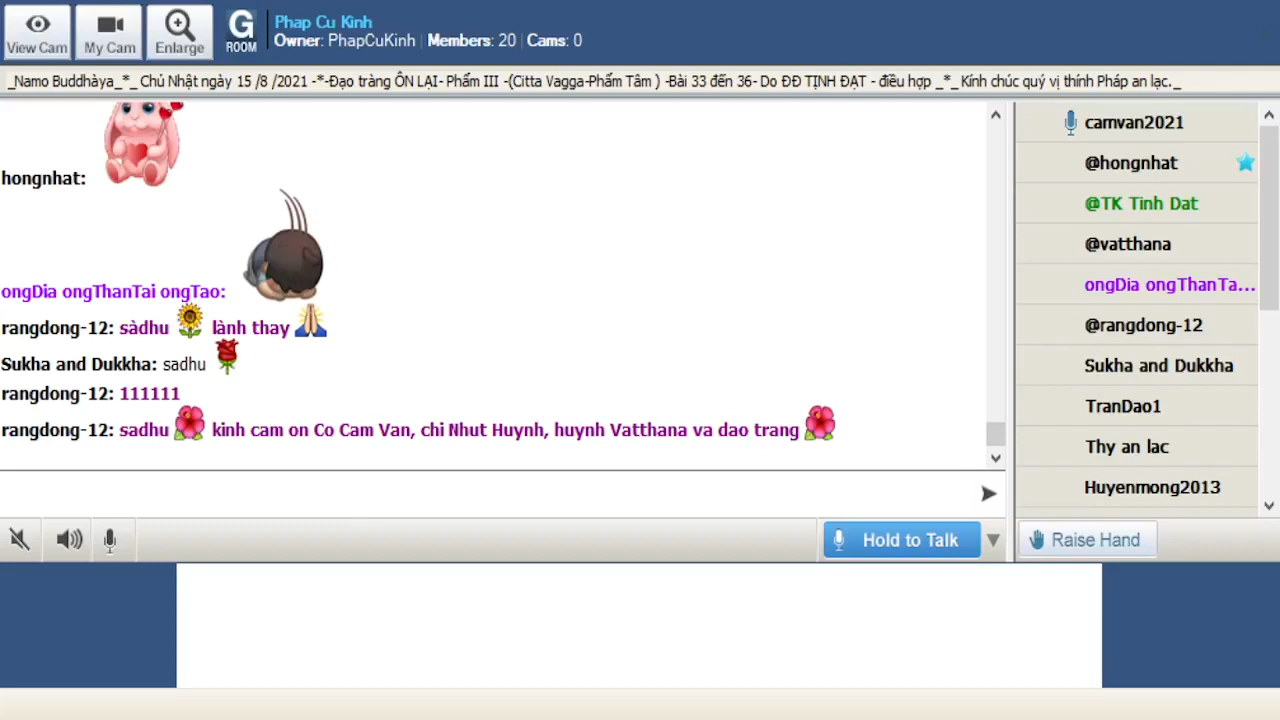 View Cam
My Cam
Enlarge
G
ROOM
Phap Cu Kinh
Owner: PhapCuKinh | Members: 20 | Cams: 0
_Namo Buddhàya_*_ Chủ Nhật ngày 15 /8 /2021 -*-Đạo tràng ÔN LẠI- Phẩm III -(Citta Vagga-Phẩm Tâm ) -Bài 33 đến 36- Do ĐĐ TỊNH ĐẠT - điều hợp _*_ Kính chúc quý vị thính Pháp an lạc._
hongnhat:
ongDia ongThanTai ongTao:
rangdong-12: sàdhu lành thay
Sukha and Dukkha: sadhu
rangdong-12: 111111
rangdong-12: sadhu kinh cam on Co Cam Van, chi Nhut Huynh, huynh Vatthana va dao trang
camvan2021
@hongnhat
@TK Tinh Dat
@vatthana
ongDia ongThanTa...
@rangdong-12
Sukha and Dukkha
TranDao1
Thy an lac
Huyenmong2013
Hold to Talk
Raise Hand